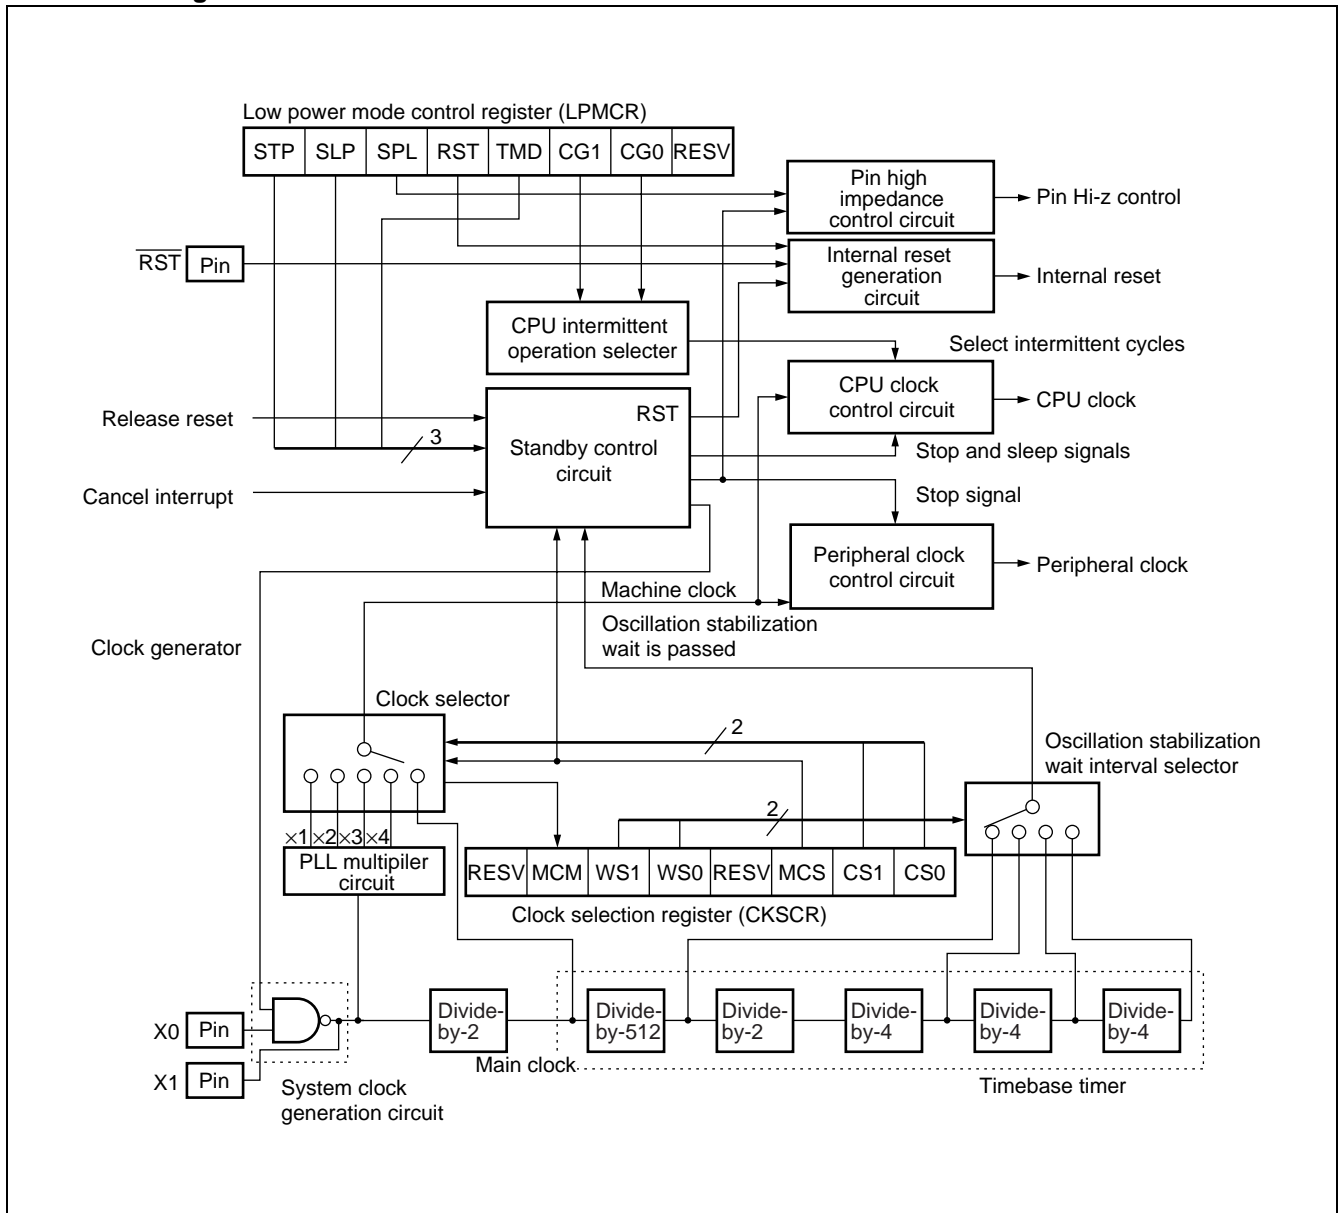 Low power mode control register (LPMCR)
STP SLP SPL RST TMD CG1 CG0 RESV
Pin high
impedance
control circuit
Pin Hi-z control
RST Pin
Internal reset
generation
circuit
Internal reset
CPU intermittent
operation selecter
Select intermittent cycles
CPU clock
control circuit
CPU clock
Release reset
RST
3
Standby control
circuit
Stop and sleep signals
Cancel interrupt
Stop signal
Peripheral clock
control circuit
Peripheral clock
Machine clock
Oscillation stabilization
wait is passed
Clock generator
Clock selector
2
Oscillation stabilization
wait interval selector
2
×1 ×2 ×3 ×4
PLL multipiler
circuit
RESV MCM WS1 WS0 RESV MCS CS1 CS0
Clock selection register (CKSCR)
X0 Pin
X1 Pin
Divide-
by-2
Divide-
by-512
Divide-
by-2
Divide-
by-4
Divide-
by-4
Divide-
by-4
Main clock
System clock
generation circuit
Timebase timer